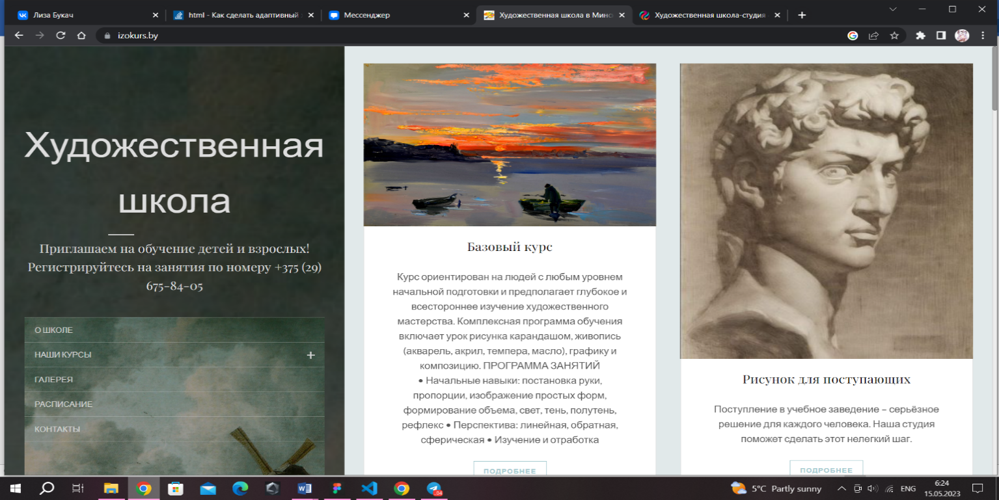 Лиза Букач
html - Как сделать адаптивный
Мессенджер
Художественная школа в Минс
Художественная школа-студия
izokurs.by
Художественная
школа
Приглашаем на обучение детей и взрослых!
Регистрируйтесь на занятия по номеру +375 (29)
675-84-05
О ШКОЛЕ
НАШИ КУРСЫ +
ГАЛЕРЕЯ
РАСПИСАНИЕ
КОНТАКТЫ
Базовый курс
Курс ориентирован на людей с любым уровнем
начальной подготовки и предполагает глубокое и
всестороннее изучение художественного
мастерства. Комплексная программа обучения
включает урок рисунка карандашом, живопись
(акварель, акрил, темпера, масло), графику и
композицию. ПРОГРАММА ЗАНЯТИЙ
• Начальные навыки: постановка руки,
пропорции, изображение простых форм,
формирование объема, свет, тень, полутень,
рефлекс • Перспектива: линейная, обратная,
сферическая • Изучение и отработка
ПОДРОБНЕЕ
Рисунок для поступающих
Поступление в учебное заведение – серьёзное
решение для каждого человека. Наша студия
поможет сделать этот нелегкий шаг.
ПОДРОБНЕЕ
5°C Partly sunny
ENG
6:24
15.05.2023